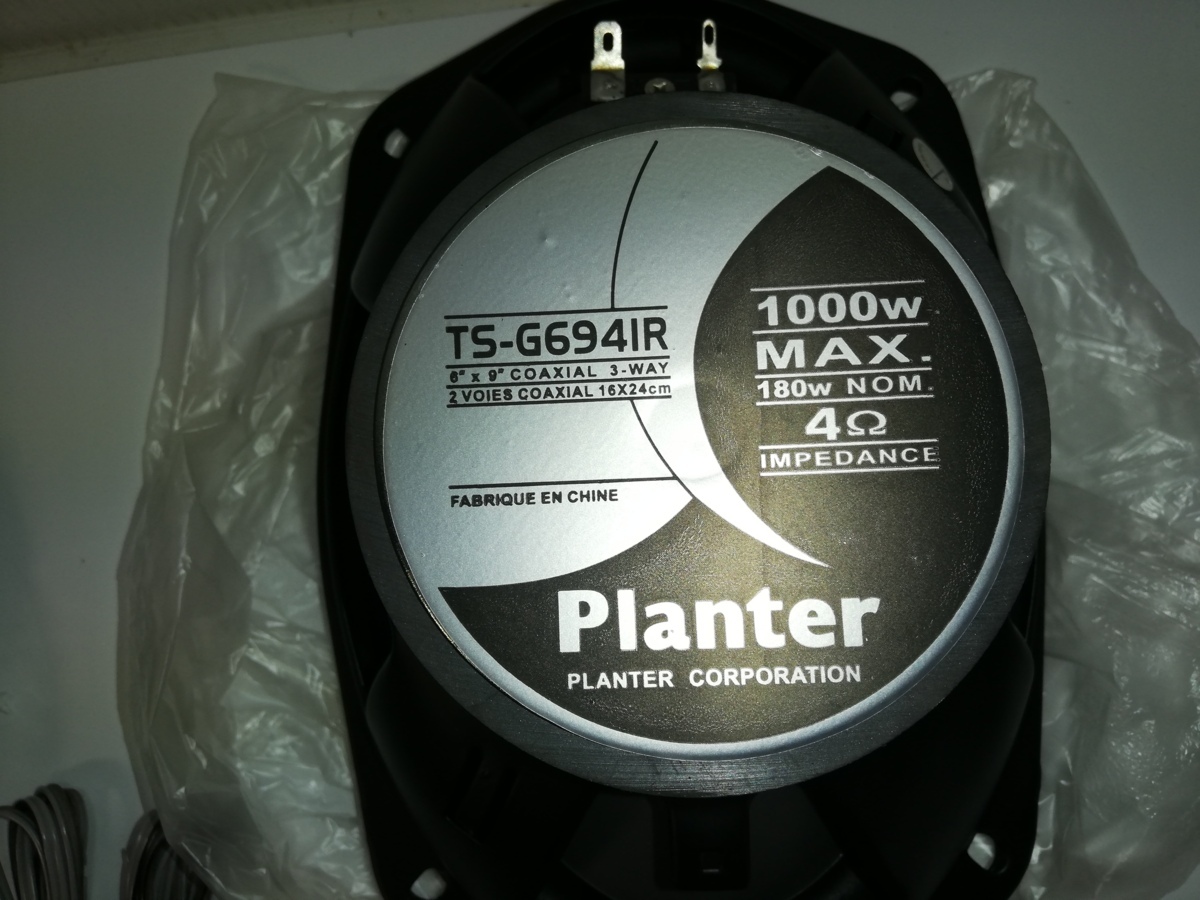 TS-G6941R
6" x 9" COAXIAL 3-WAY
2 VOIES COAXIAL 16X24cm
FABRIQUE EN CHINE
1000w
MAX.
180w NOM.
4Ω
IMPEDANCE
Planter
PLANTER CORPORATION